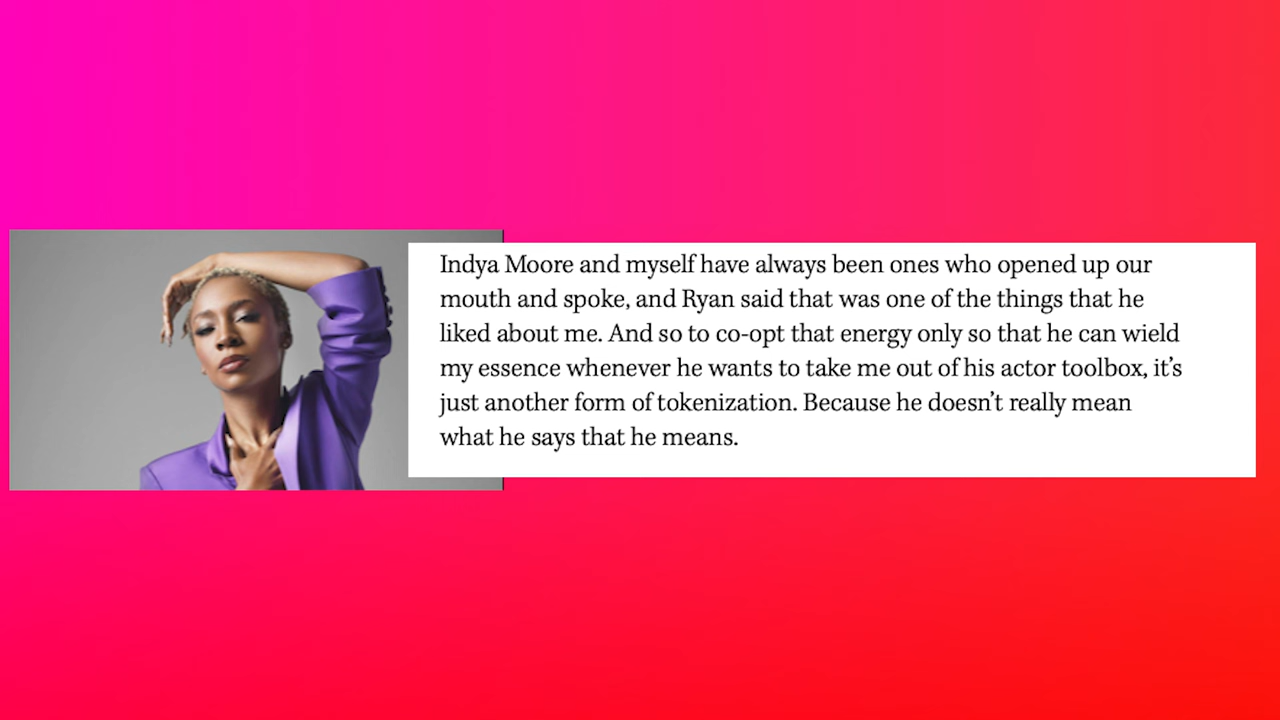 Indya Moore and myself have always been ones who opened up our
mouth and spoke, and Ryan said that was one of the things that he
liked about me. And so to co-opt that energy only so that he can wield
my essence whenever he wants to take me out of his actor toolbox, it’s
just another form of tokenization. Because he doesn’t really mean
what he says that he means.